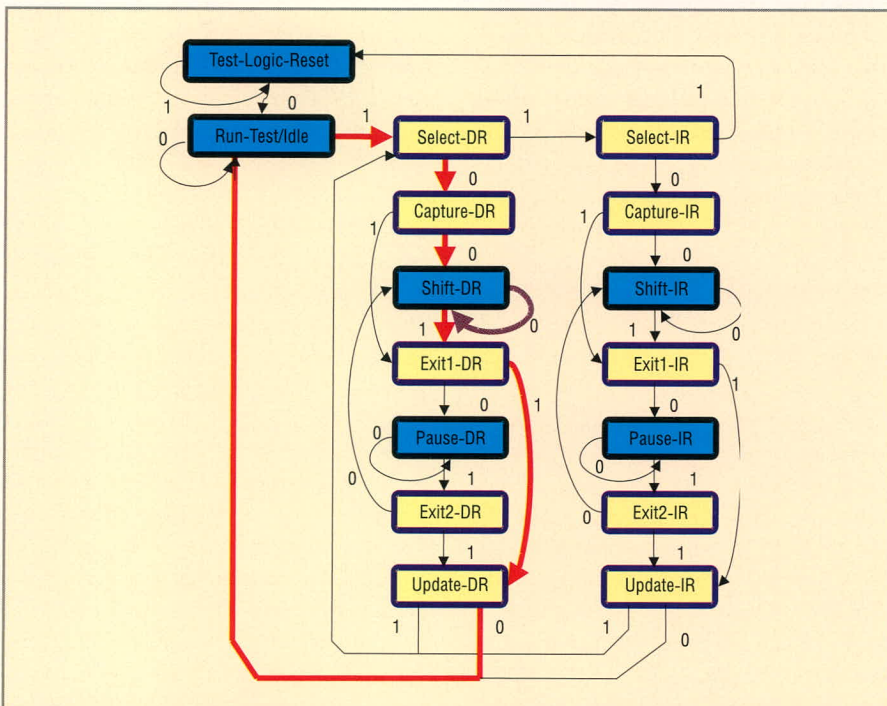 Test-Logic-Reset
1
1
0
Run-Test/Idle
0
1
Select-DR
1
Select-IR
0
0
Capture-DR
1
Capture-IR
1
0
0
Shift-DR
0
Shift-IR
0
1
1
Exit1-DR
1
Exit1-IR
1
0
0
Pause-DR
0
Pause-IR
0
0
1
0
1
Exit2-DR
Exit2-IR
1
1
Update-DR
Update-IR
1
0
1
0